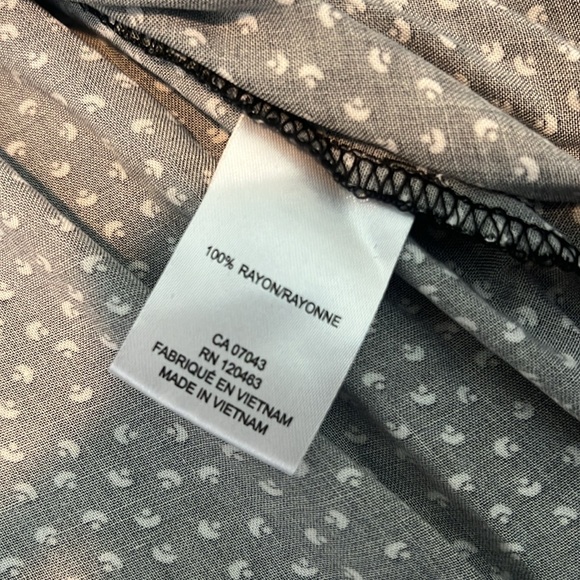 100% RAYON/RAYONNE
CA 07043
RN 120463
FABRIQUÉ EN VIETNAM
MADE IN VIETNAM